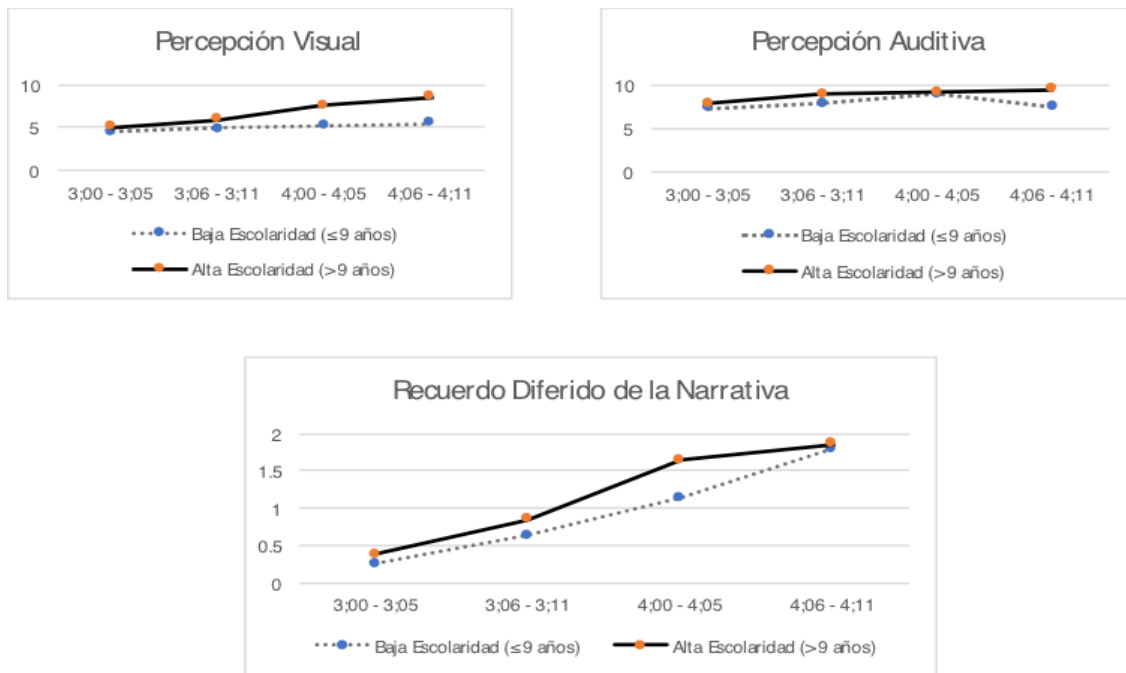 Percepción Visual
10
5
0
3;00 - 3;05 3;06 - 3;11 4;00 - 4;05 4;06 - 4;11
Baja Escolaridad (≤9 años)
Alta Escolaridad (>9 años)
Percepción Auditiva
10
5
0
3;00 - 3;05 3;06 - 3;11 4;00 - 4;05 4;06 - 4;11
Baja Escolaridad (≤9 años)
Alta Escolaridad (>9 años)
Recuerdo Diferido de la Narrativa
2
1.5
1
0.5
0
3;00 - 3;05 3;06 - 3;11 4;00 - 4;05 4;06 - 4;11
Baja Escolaridad (≤9 años) Alta Escolaridad (>9 años)